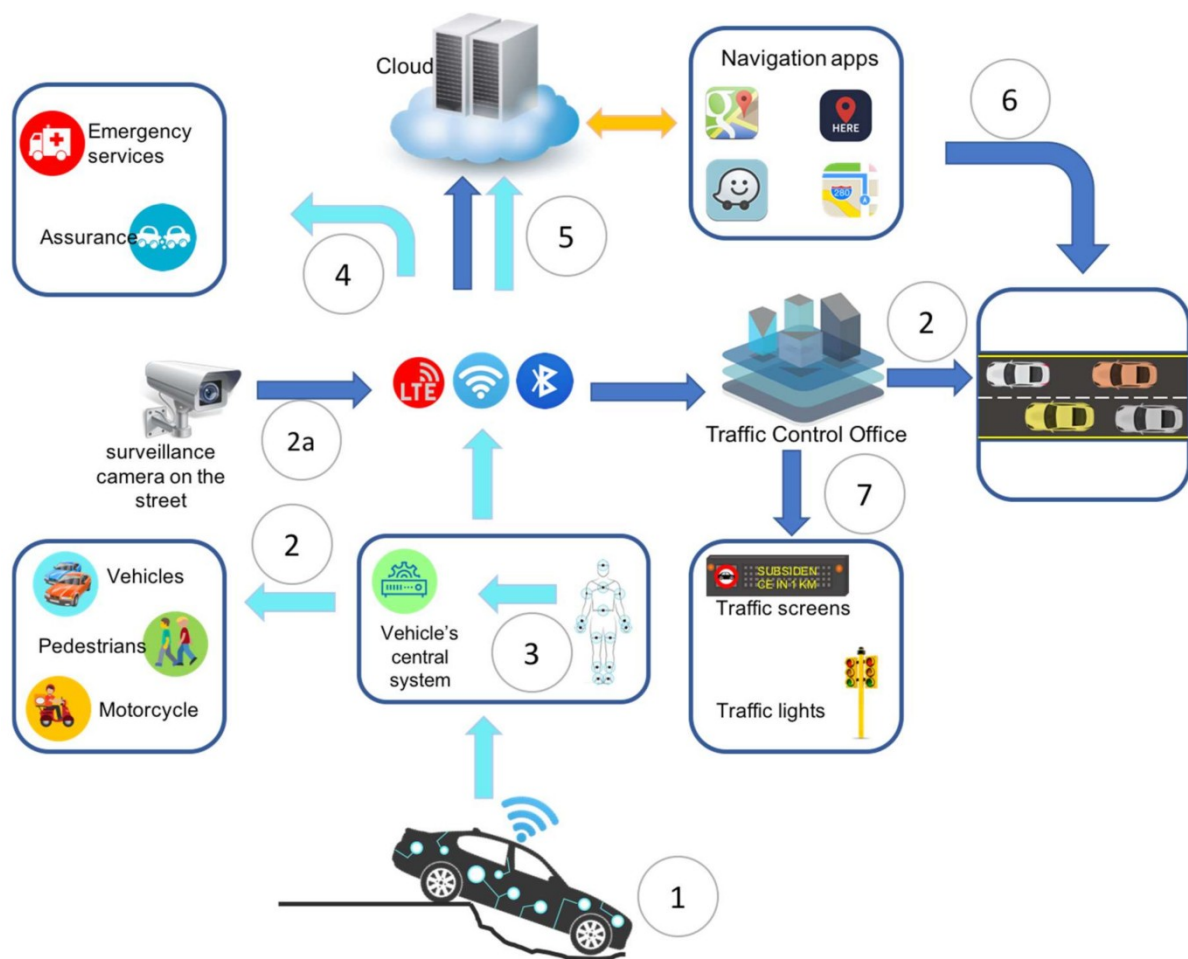 Cloud
Navigation apps
HERE
280
6
Emergency
services
Assurance
4
5
surveillance
camera on the
street
2a
LTE
Traffic Control Office
2
7
2
Vehicles
Pedestrians
Motorcycle
Vehicle's
central
system
3
SUBSIDEN
GE IN 1 KM
Traffic screens
Traffic lights
1